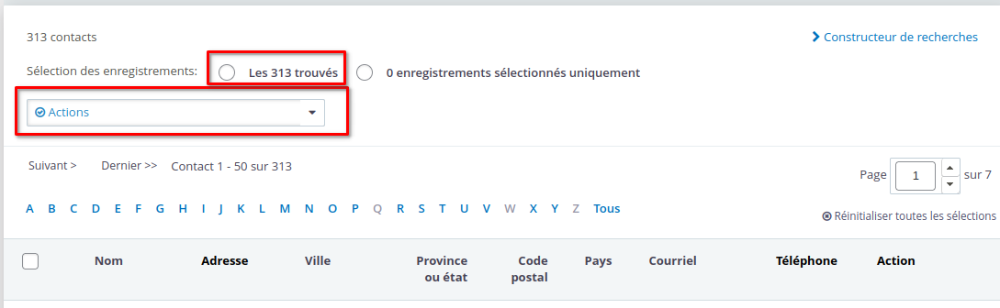 313 contacts
Constructeur de recherches
Sélection des enregistrements: Les 313 trouvés 0 enregistrements sélectionnés uniquement
Actions
Suivant > Dernier >> Contact 1 - 50 sur 313
Page 1 sur 7
A B C D E F G H I J K L M N O P Q R S T U V W X Y Z Tous
Réinitialiser toutes les sélections
Nom Adresse Ville Province ou état Code postal Pays Courriel Téléphone Action